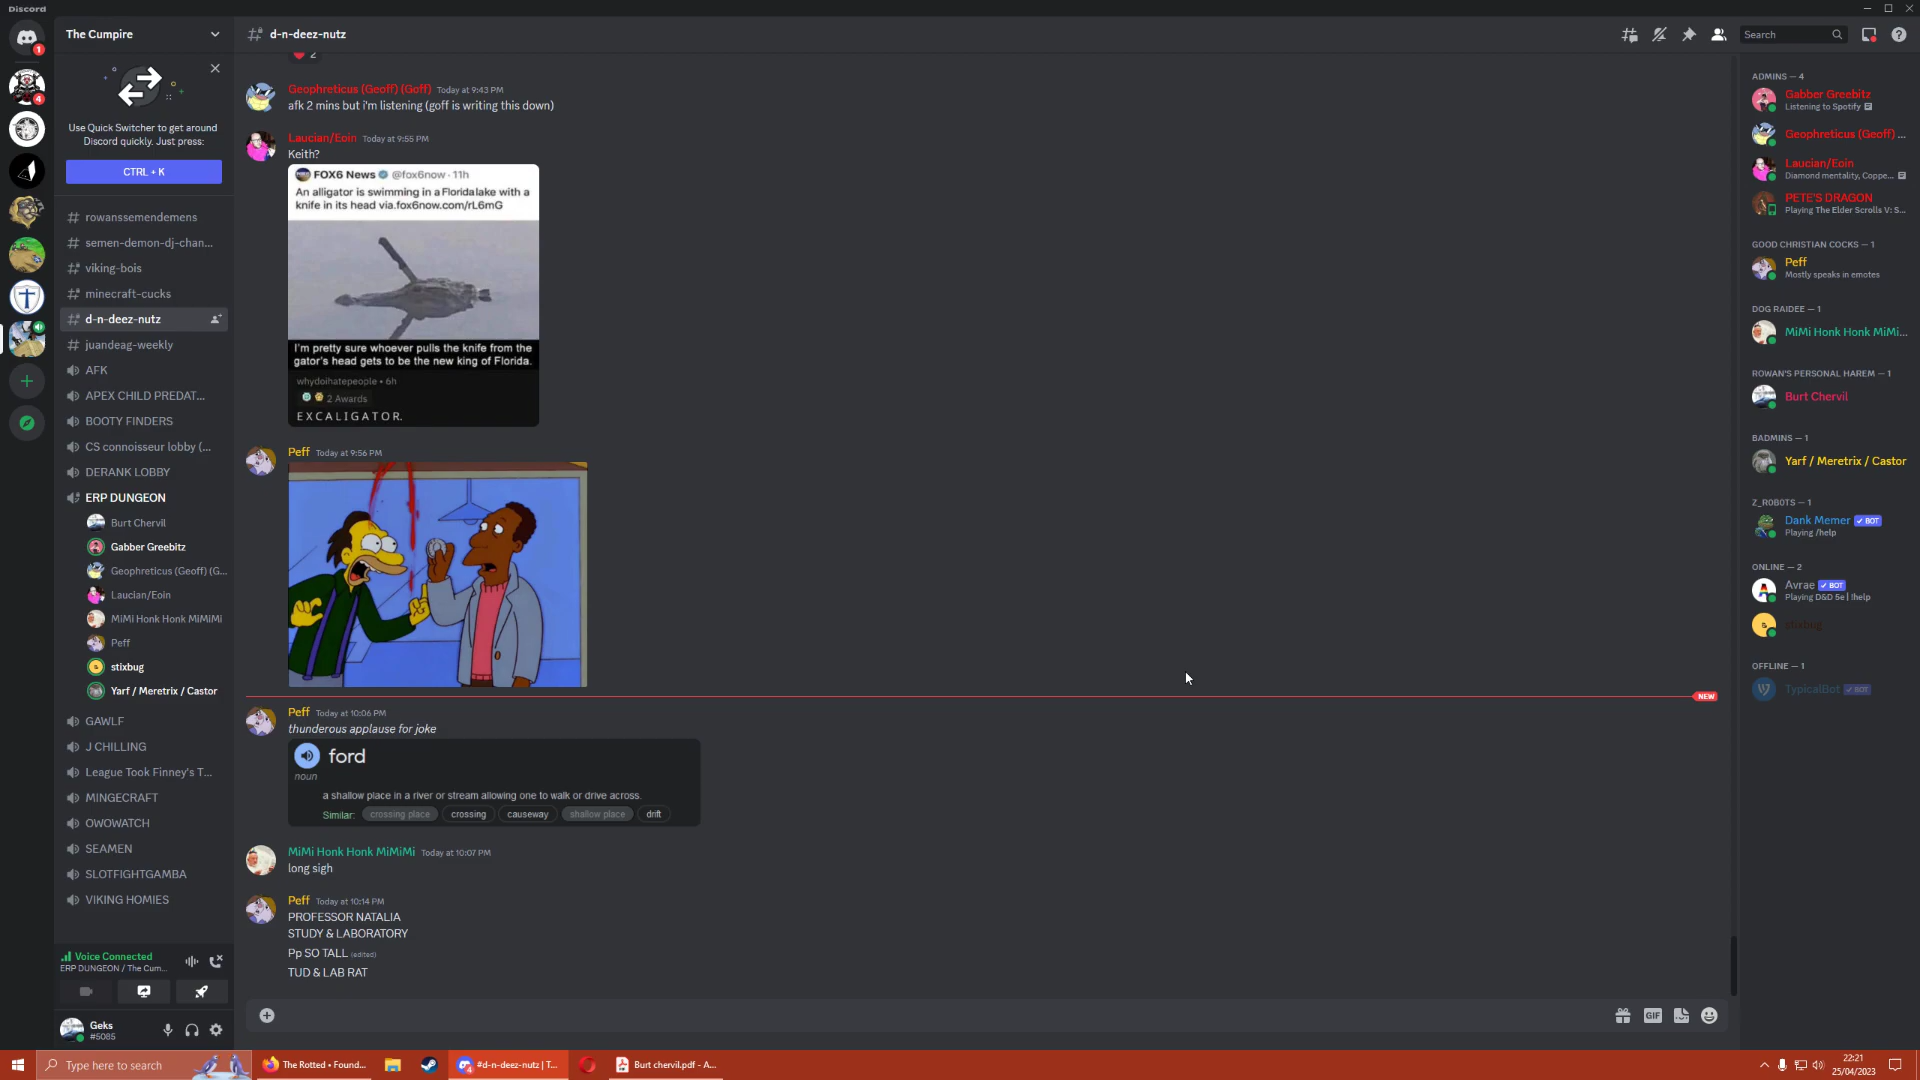 Discord
The Cumpire
d-n-deez-nutz
Search
1
4
Use Quick Switcher to get around
Discord quickly. Just press:
CTRL + K
rowanssemendemens
semen-demon-dj-chan...
viking-bois
minecraft-cucks
d-n-deez-nutz
juandeag-weekly
AFK
APEX CHILD PREDAT...
BOOTY FINDERS
CS connoisseur lobby (...
DERANK LOBBY
ERP DUNGEON
Burt Chervil
Gabber Greebitz
Geophreticus (Geoff) (G...
Laucian/Eoin
MiMi Honk Honk MiMiMi
Peff
stixbug
Yarf / Meretrix / Castor
GAWLF
J CHILLING
League Took Finney's T...
MINGECRAFT
OWOWATCH
SEAMEN
SLOTFIGHTGAMBA
VIKING HOMIES
Voice Connected
ERP DUNGEON / The Cum...
Geks
#5085
2
Geophreticus (Geoff) (Goff) Today at 9:43 PM
afk 2 mins but i'm listening (goff is writing this down)
Laucian/Eoin Today at 9:55 PM
Keith?
FOX6 News @fox6now · 11h
An alligator is swimming in a Florida lake with a
knife in its head via.fox6now.com/rL6mG
I'm pretty sure whoever pulls the knife from the
gator's head gets to be the new king of Florida.
whydoihatepeople • 6h
2 Awards
EXCALIGATOR.
Peff Today at 9:56 PM
NEW
Peff Today at 10:06 PM
thunderous applause for joke
ford
noun
a shallow place in a river or stream allowing one to walk or drive across.
Similar: crossing place crossing causeway shallow place drift
MiMi Honk Honk MiMiMi Today at 10:07 PM
long sigh
Peff Today at 10:14 PM
PROFESSOR NATALIA
STUDY & LABORATORY
Pp SO TALL (edited)
TUD & LAB RAT
GIF
ADMINS — 4
Gabber Greebitz
Listening to Spotify
Geophreticus (Geoff) ...
Laucian/Eoin
Diamond mentality, Coppe...
PETE'S DRAGON
Playing The Elder Scrolls V: S...
GOOD CHRISTIAN COCKS — 1
Peff
Mostly speaks in emotes
DOG RAIDEE — 1
MiMi Honk Honk MiMi...
ROWAN'S PERSONAL HAREM — 1
Burt Chervil
BADMINS — 1
Yarf / Meretrix / Castor
Z_R0B0TS — 1
Dank Memer BOT
Playing /help
ONLINE — 2
Avrae BOT
Playing D&D 5e | !help
stixbug
OFFLINE — 1
TypicalBot BOT
Type here to search
The Rotted • Found...
#d-n-deez-nutz | T...
Burt chervil.pdf - A...
22:21
25/04/2023